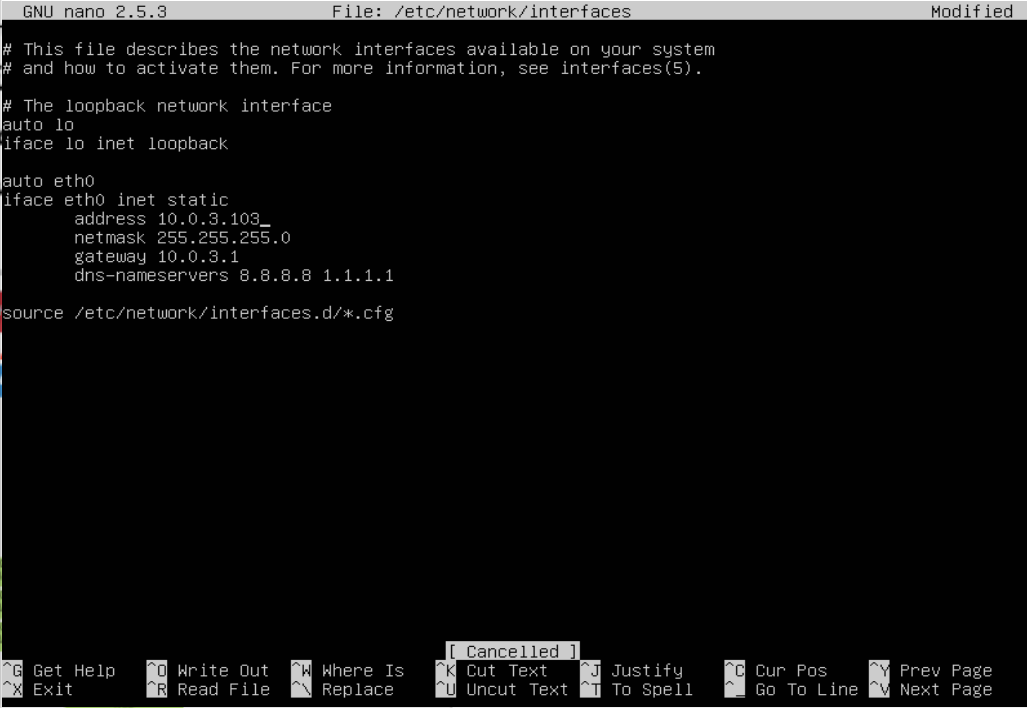 GNU nano 2.5.3 File: /etc/network/interfaces Modified
# This file describes the network interfaces available on your system
# and how to activate them. For more information, see interfaces(5).
# The loopback network interface
auto lo
iface lo inet loopback
auto eth0
iface eth0 inet static
address 10.0.3.103_
netmask 255.255.255.0
gateway 10.0.3.1
dns-nameservers 8.8.8.8 1.1.1.1
source /etc/network/interfaces.d/*.cfg
[ Cancelled ]
^G Get Help ^O Write Out ^W Where Is ^K Cut Text ^J Justify ^C Cur Pos ^Y Prev Page
^X Exit ^R Read File ^\ Replace ^U Uncut Text ^T To Spell ^_ Go To Line ^V Next Page